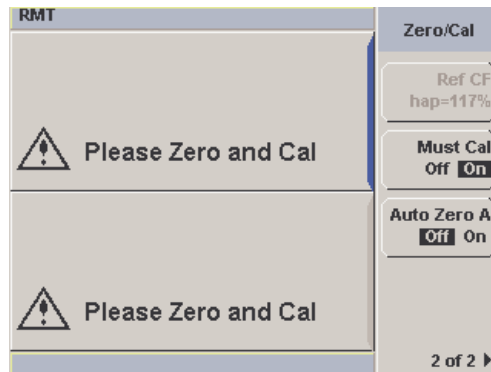 RMT
Zero/Cal
Ref CF
hap=117%
Please Zero and Cal
Must Cal
Off On
Auto Zero A
Off On
Please Zero and Cal
2 of 2